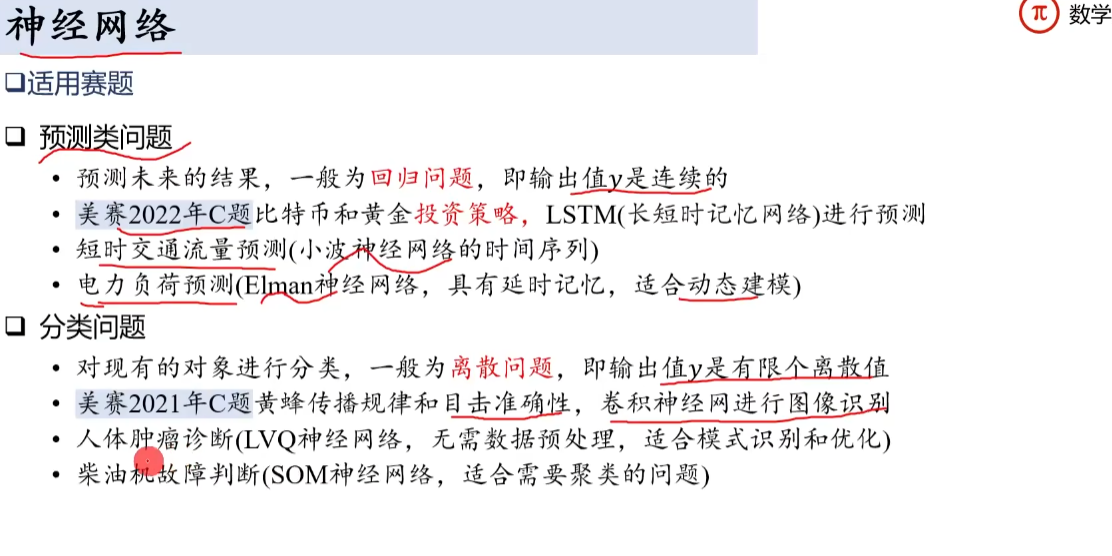 神经网络
π 数学
❑适用赛题
❑ 预测类问题
• 预测未来的结果，一般为回归问题，即输出值y是连续的
• 美赛2022年C题比特币和黄金投资策略，LSTM(长短时记忆网络)进行预测
• 短时交通流量预测(小波神经网络的时间序列)
• 电力负荷预测(Elman神经网络，具有延时记忆，适合动态建模)
❑ 分类问题
• 对现有的对象进行分类，一般为离散问题，即输出值y是有限个离散值
• 美赛2021年C题黄蜂传播规律和目击准确性，卷积神经网进行图像识别
• 人体肿瘤诊断(LVQ神经网络，无需数据预处理，适合模式识别和优化)
• 柴油机故障判断(SOM神经网络，适合需要聚类的问题)